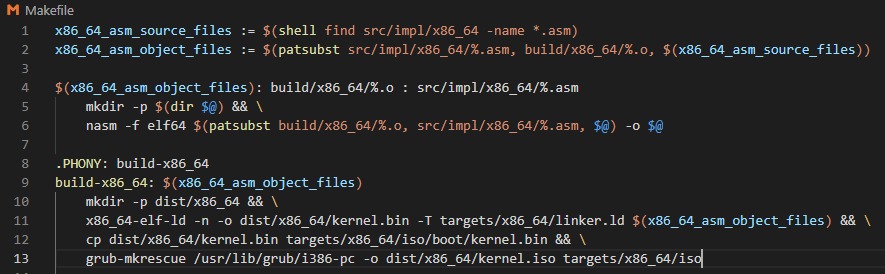 Makefile
1 x86_64_asm_source_files := $(shell find src/impl/x86_64 -name *.asm)
2 x86_64_asm_object_files := $(patsubst src/impl/x86_64/%.asm, build/x86_64/%.o, $(x86_64_asm_source_files))
3
4 $(x86_64_asm_object_files): build/x86_64/%.o : src/impl/x86_64/%.asm
5 mkdir -p $(dir $@) && \
6 nasm -f elf64 $(patsubst build/x86_64/%.o, src/impl/x86_64/%.asm, $@) -o $@
7
8 .PHONY: build-x86_64
9 build-x86_64: $(x86_64_asm_object_files)
10 mkdir -p dist/x86_64 && \
11 x86_64-elf-ld -n -o dist/x86_64/kernel.bin -T targets/x86_64/linker.ld $(x86_64_asm_object_files) && \
12 cp dist/x86_64/kernel.bin targets/x86_64/iso/boot/kernel.bin && \
13 grub-mkrescue /usr/lib/grub/i386-pc -o dist/x86_64/kernel.iso targets/x86_64/iso